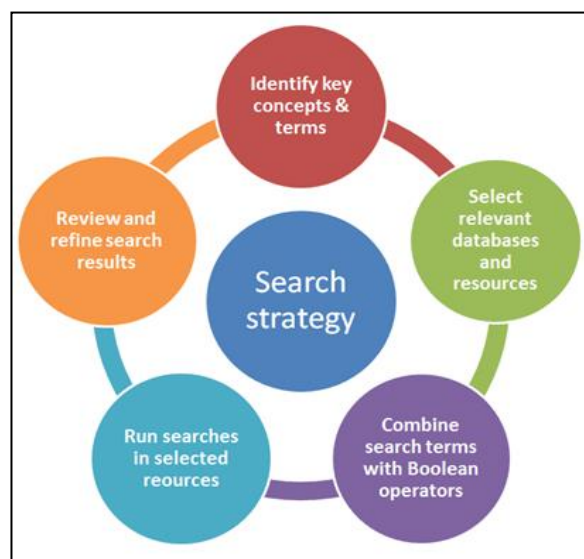 Identify key
concepts &
terms
Select
relevant
databases
and
resources
Combine
search terms
with Boolean
operators
Run searches
in selected
reources
Review and
refine search
results
Search
strategy